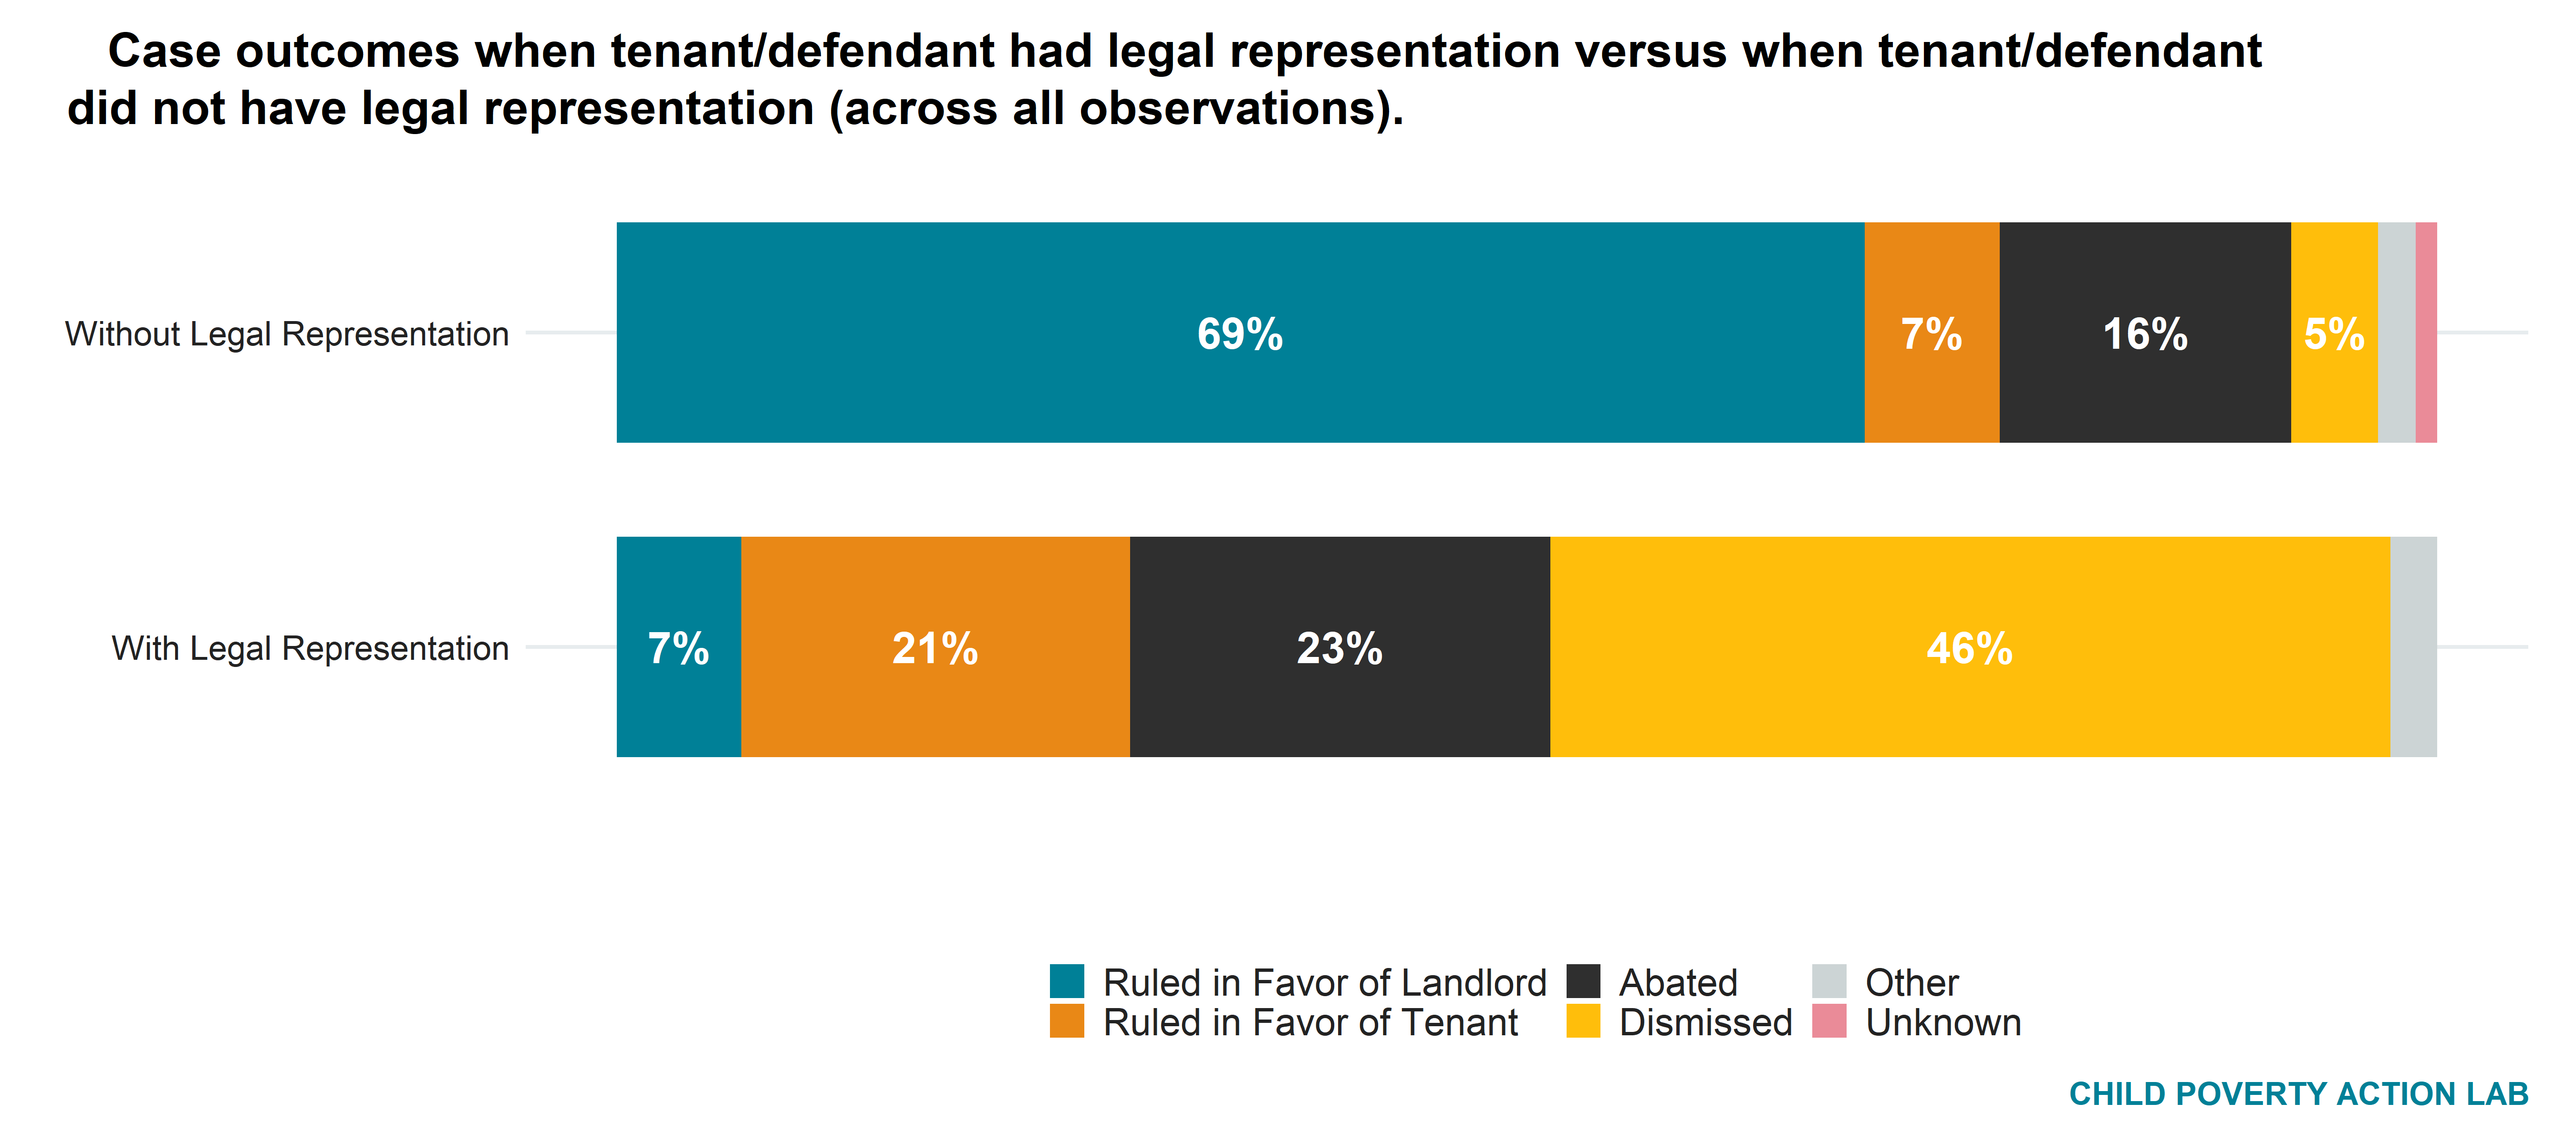 Case outcomes when tenant/defendant had legal representation versus when tenant/defendant
did not have legal representation (across all observations).
Without Legal Representation
69%
7%
16%
5%
With Legal Representation
7%
21%
23%
46%
Ruled in Favor of Landlord
Ruled in Favor of Tenant
Abated
Dismissed
Other
Unknown
CHILD POVERTY ACTION LAB